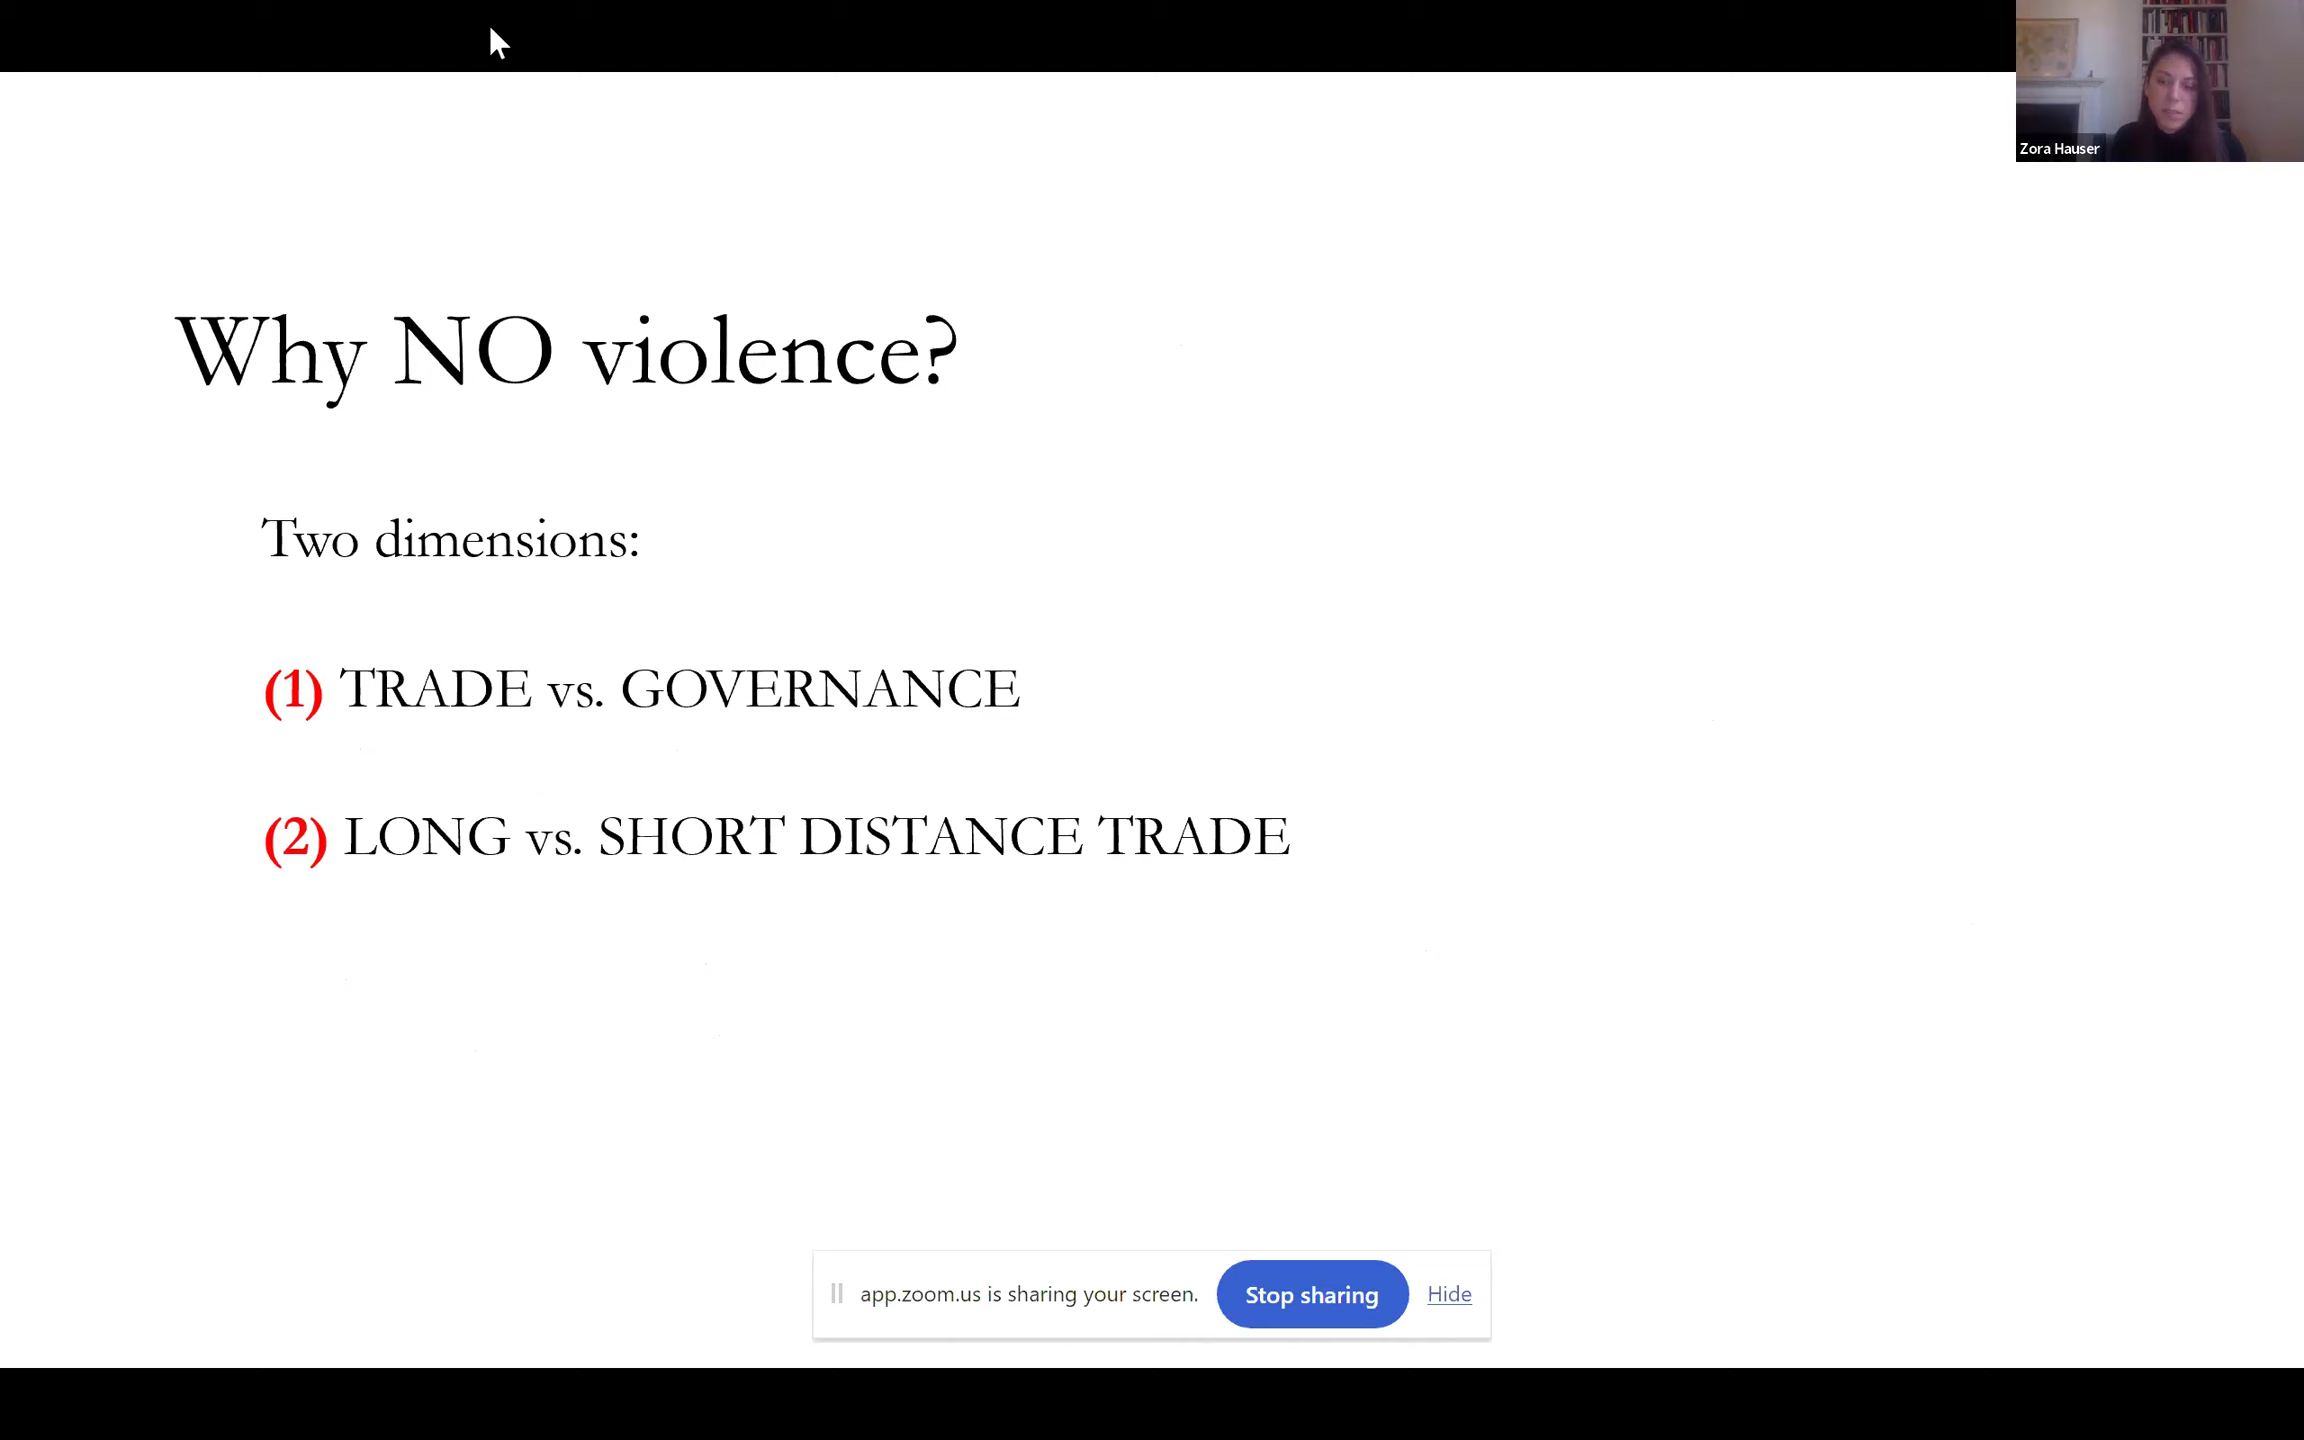 Zora Hauser
Why NO violence?
Two dimensions:
(1) TRADE vs. GOVERNANCE
(2) LONG vs. SHORT DISTANCE TRADE
app.zoom.us is sharing your screen. Stop sharing Hide